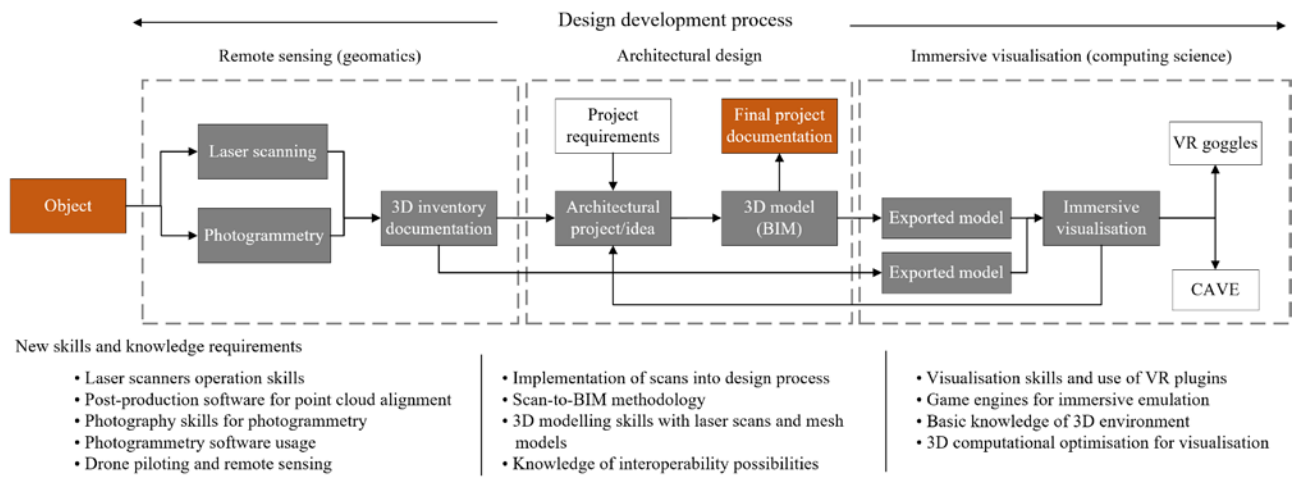 Design development process
Remote sensing (geomatics)
Architectural design
Immersive visualisation (computing science)
Object
Laser scanning
Photogrammetry
3D inventory
documentation
Project
requirements
Architectural
project/idea
Final project
documentation
3D model
(BIM)
Exported model
Exported model
Immersive
visualisation
VR goggles
CAVE
New skills and knowledge requirements
• Laser scanners operation skills
• Post-production software for point cloud alignment
• Photography skills for photogrammetry
• Photogrammetry software usage
• Drone piloting and remote sensing
• Implementation of scans into design process
• Scan-to-BIM methodology
• 3D modelling skills with laser scans and mesh
models
• Knowledge of interoperability possibilities
• Visualisation skills and use of VR plugins
• Game engines for immersive emulation
• Basic knowledge of 3D environment
• 3D computational optimisation for visualisation